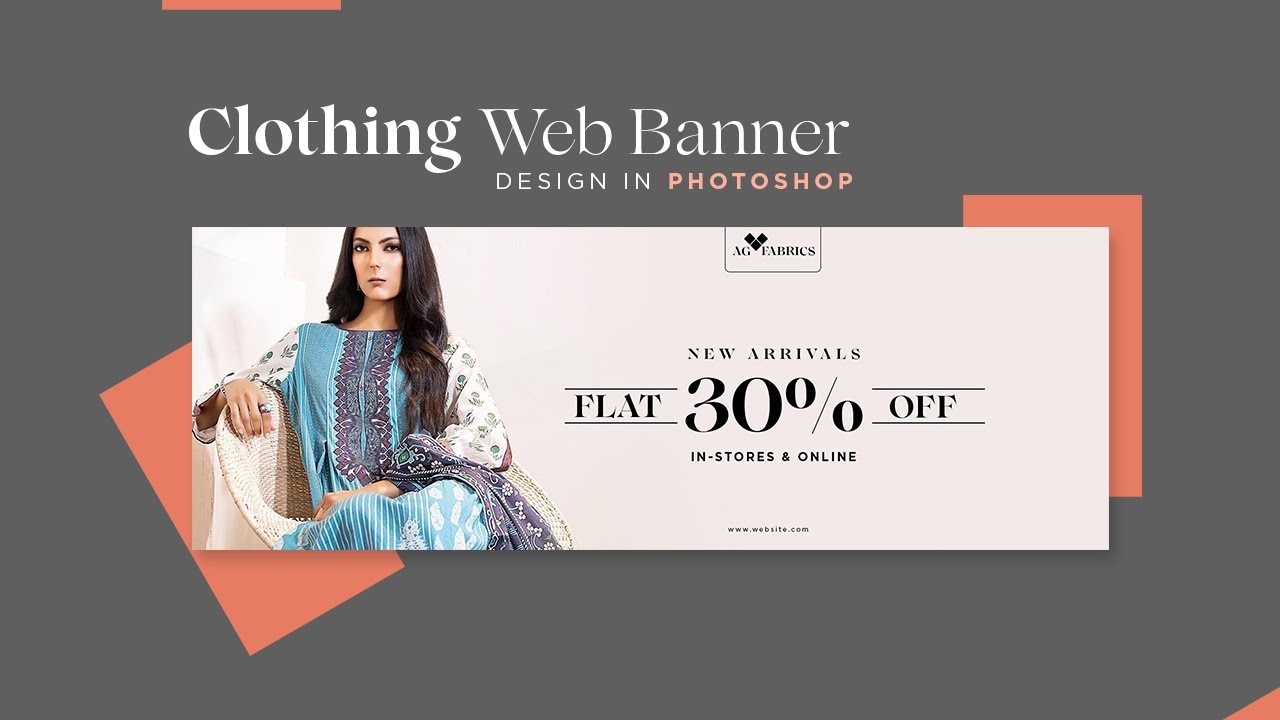 Clothing Web Banner
DESIGN IN PHOTOSHOP
AG FABRICS
NEW ARRIVALS
FLAT 30% OFF
IN-STORES & ONLINE
www.website.com